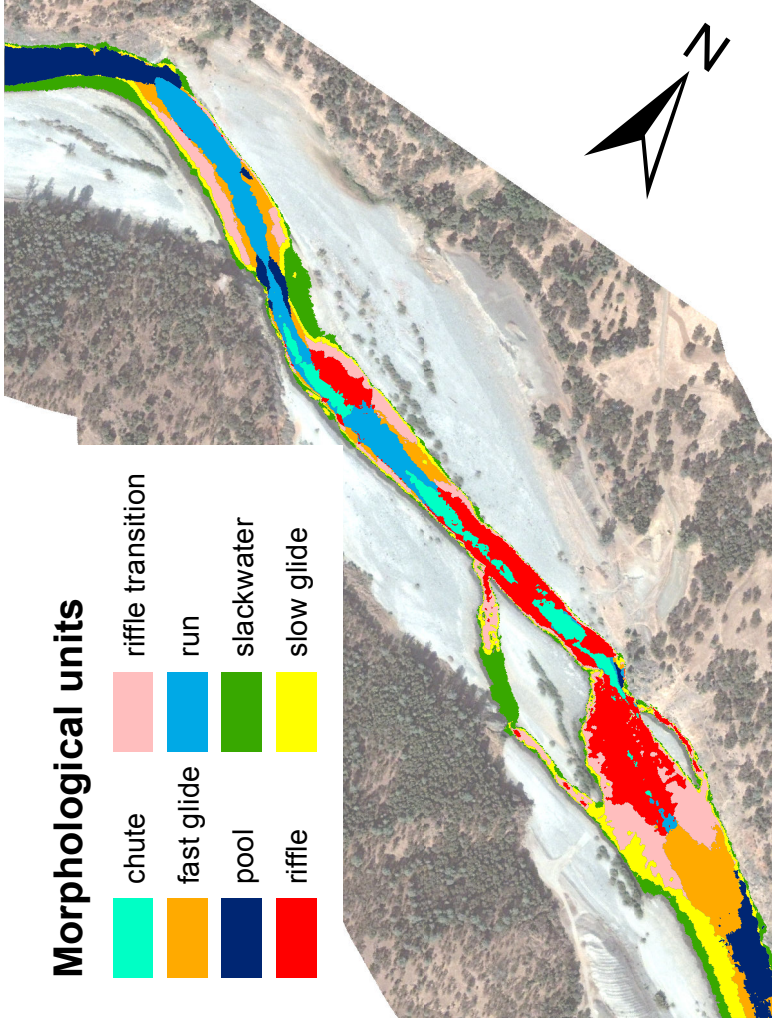 Morphological units
chute
fast glide
pool
riffle
riffle transition
run
slackwater
slow glide
N